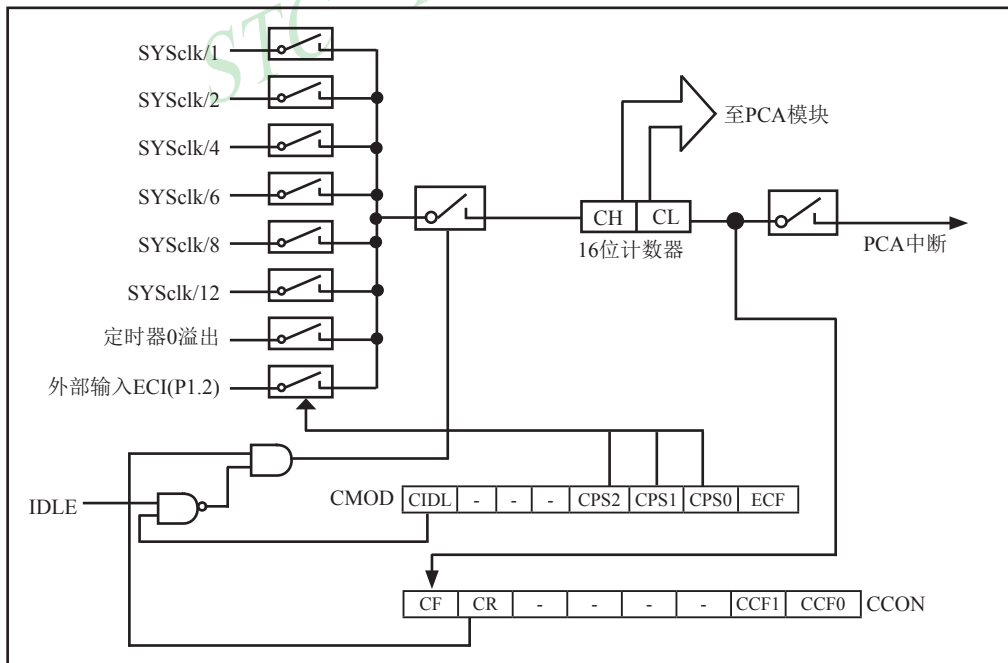 STC
SYSclk/1
SYSclk/2
SYSclk/4
SYSclk/6
SYSclk/8
SYSclk/12
定时器0溢出
外部输入ECI(P1.2)
至PCA模块
CH CL
16位计数器
PCA中断
IDLE
CMOD CIDL - - - CPS2 CPS1 CPS0 ECF
CF CR - - - - CCF1 CCF0 CCON